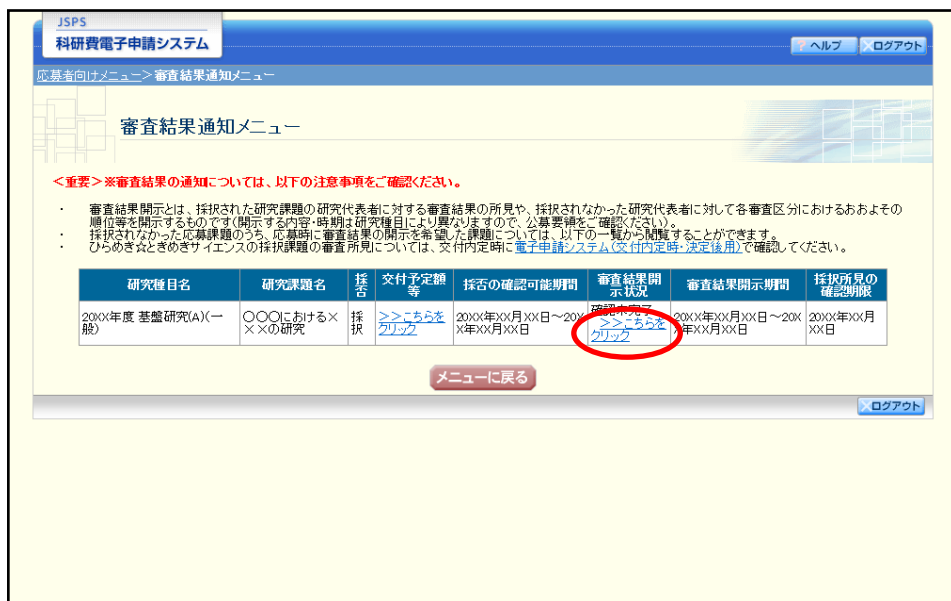 JSPS
科研費電子申請システム
? ヘルプ
ログアウト
応募者向けメニュー>審査結果通知メニュー
審査結果通知メニュー
<重要>※審査結果の通知については、以下の注意事項をご確認ください。
・ 審査結果開示とは、採択された研究課題の研究代表者に対する審査結果の所見や、採択されなかった研究代表者に対して各審査区分におけるおおよその
順位等を開示するものです(開示する内容・時期は研究種目により異なりますので、公募要領をご確認ください)。
・ 採択されなかった応募課題のうち、応募時に審査結果の開示を希望した課題については、以下の一覧から閲覧することができます。
・ ひらめき☆ときめきサイエンスの採択課題の審査所見については、交付内定時に電子申請システム(交付内定時・決定後用)で確認してください。
研究種目名 研究課題名 採否 交付予定額等 採否の確認可能期間 審査結果開示状況 審査結果開示期間 採択所見の確認期限
20XX年度 基盤研究(A)(一般)
〇〇〇における××の研究
採択
>>こちらをクリック
20XX年XX月XX日~20XX年XX月XX日
確認未完了
>>こちらをクリック
20XX年XX月XX日~20XX年XX月XX日
20XX年XX月XX日
メニューに戻る
ログアウト